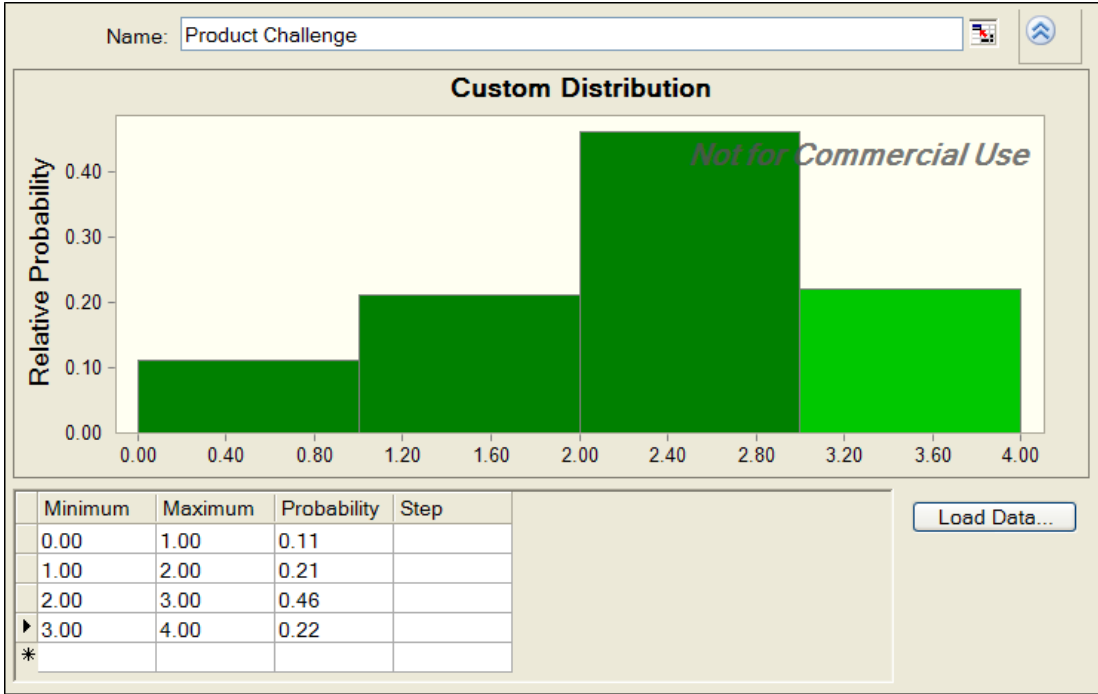 Name: Product Challenge
Custom Distribution
Not for Commercial Use
Relative Probability
0.40
0.30
0.20
0.10
0.00
0.00 0.40 0.80 1.20 1.60 2.00 2.40 2.80 3.20 3.60 4.00
Minimum Maximum Probability Step
0.00 1.00 0.11
1.00 2.00 0.21
2.00 3.00 0.46
3.00 4.00 0.22
*
Load Data...